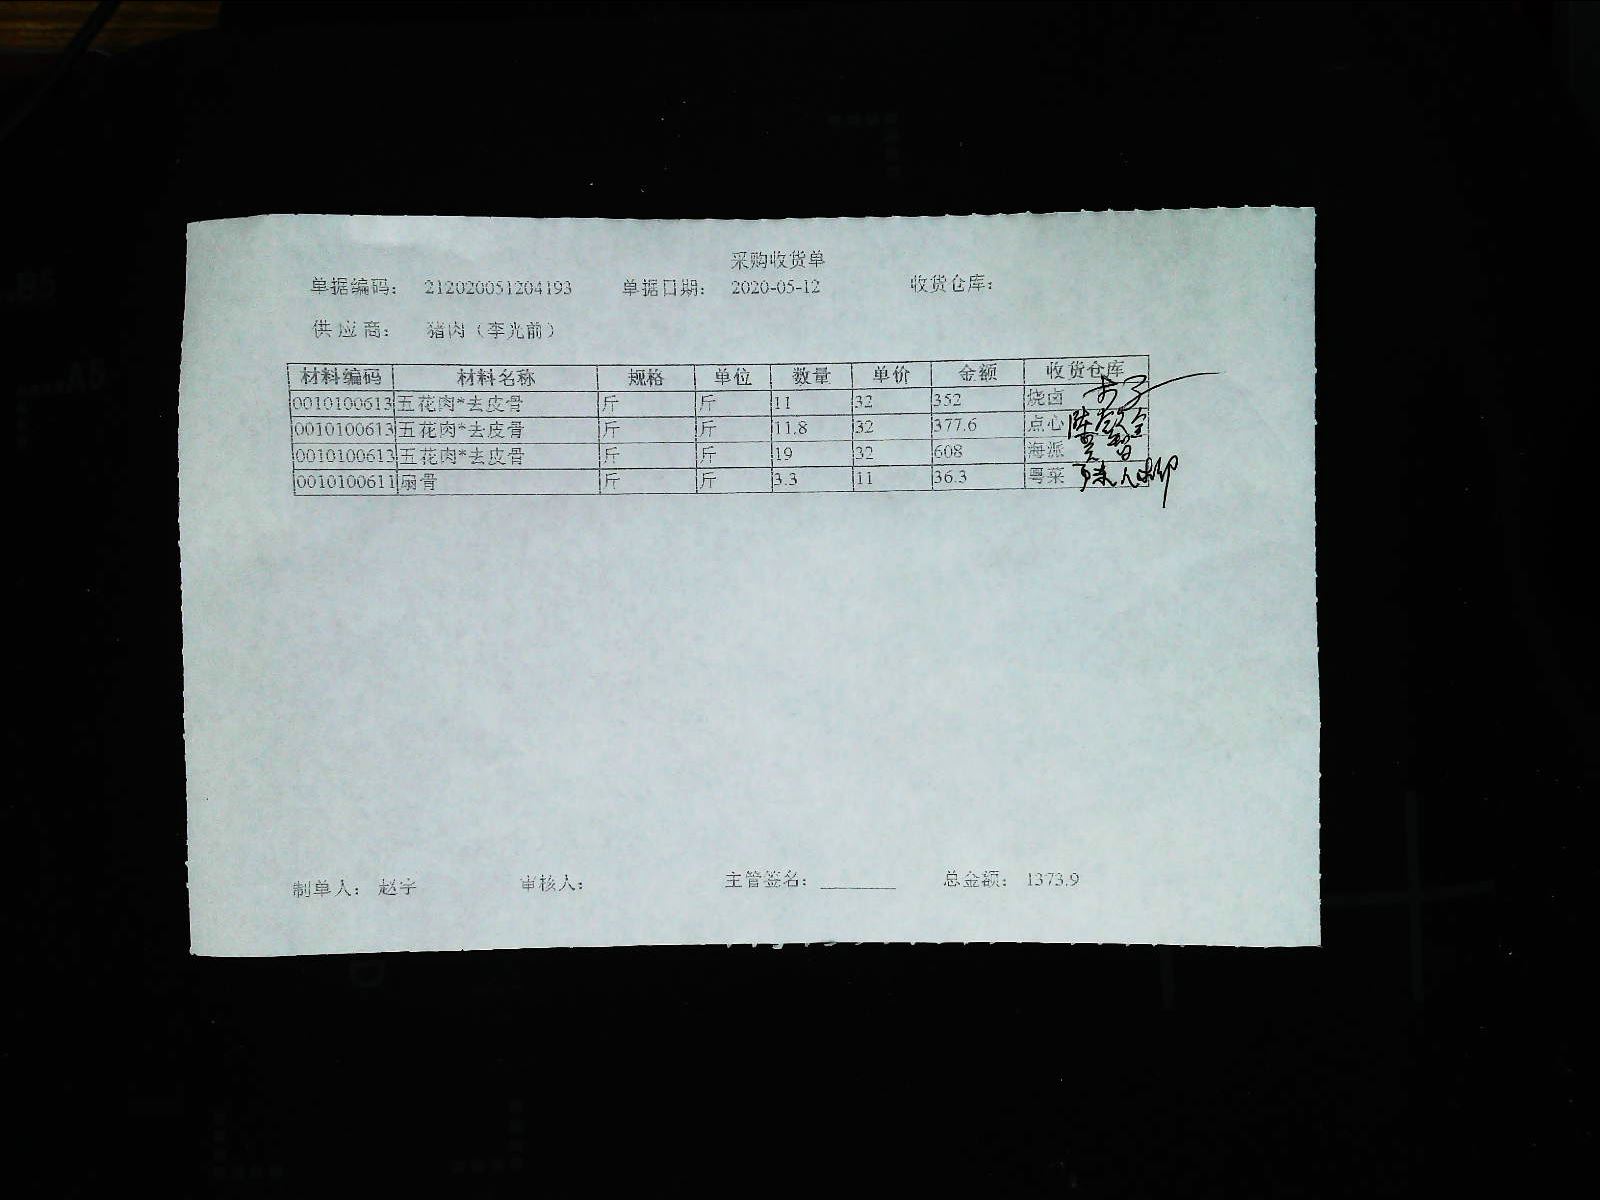 采购收货单
单据编码： 212020051204193 单据日期： 2020-05-12 收货仓库：
供 应 商： 猪肉（李光前）
材料编码 材料名称 规格 单位 数量 单价 金额 收货仓库
0010100613 五花肉*去皮骨 斤 斤 11 32 352 烧卤
0010100613 五花肉*去皮骨 斤 斤 11.8 32 377.6 点心
0010100613 五花肉*去皮骨 斤 斤 19 32 608 海派
0010100611 扇骨 斤 斤 3.3 11 36.3 粤菜
制单人： 赵宇 审核人： 主管签名： 总金额： 1373.9